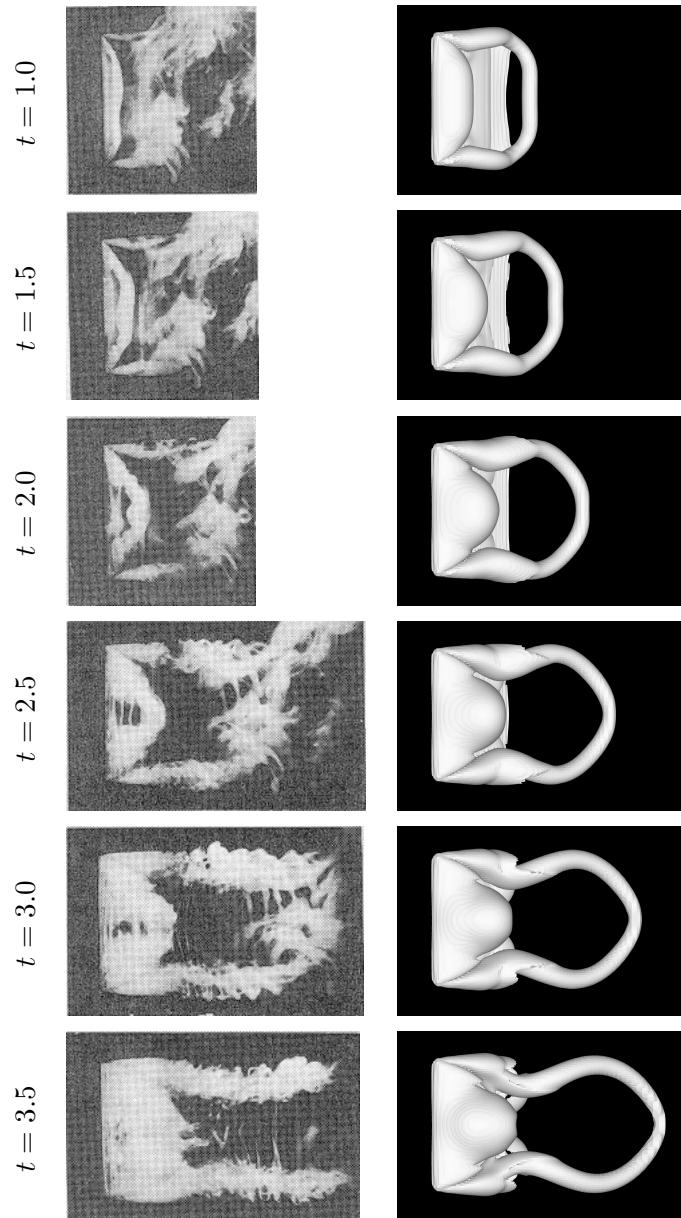 t = 1.0
t = 1.5
t = 2.0
t = 2.5
t = 3.0
t = 3.5